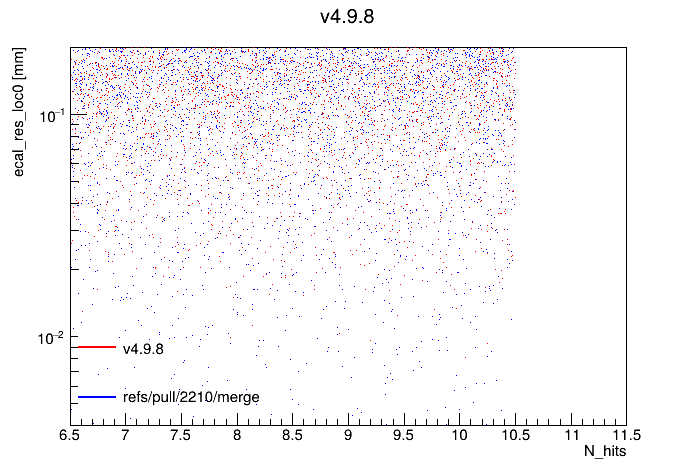 v4.9.8
ecal_res_loc0 [mm]
10⁻¹
10⁻²
v4.9.8
refs/pull/2210/merge
6.5 7 7.5 8 8.5 9 9.5 10 10.5 11 11.5
N_hits